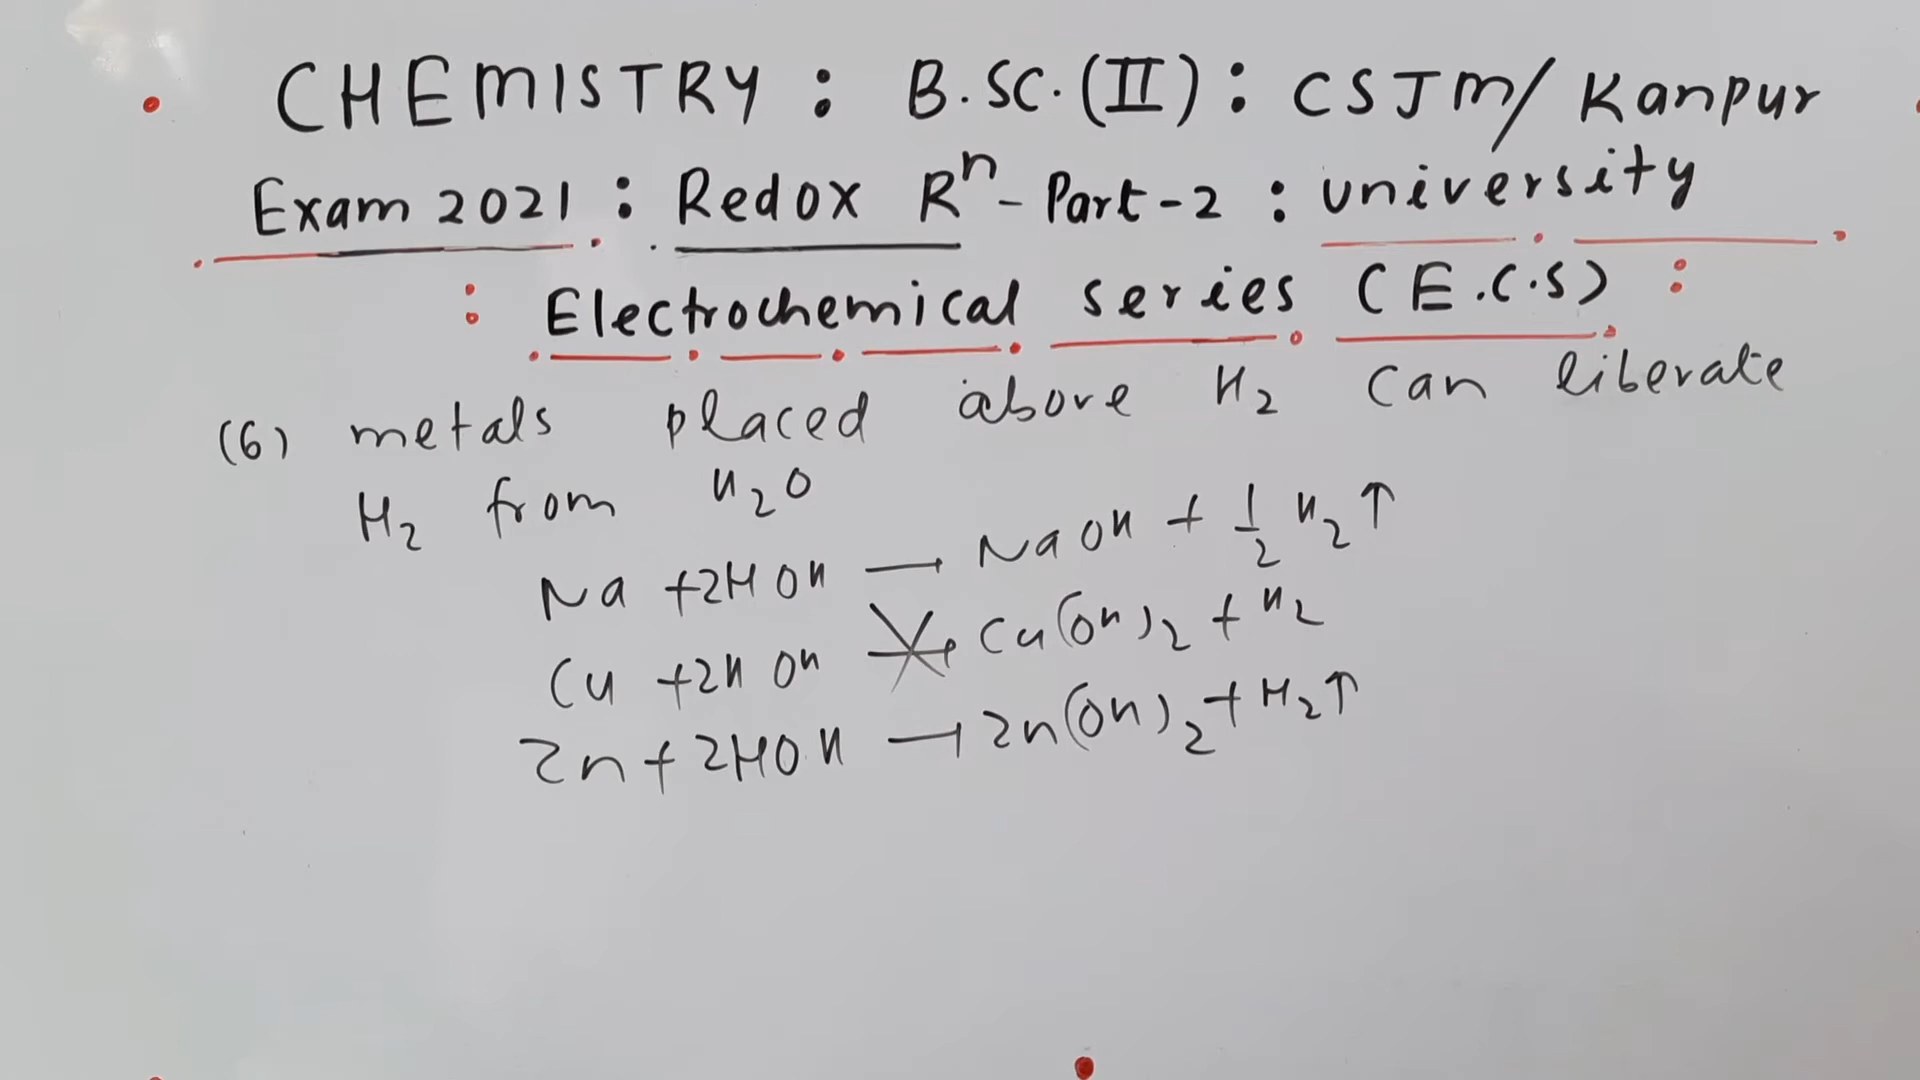 CHEMISTRY : B.SC.(II) : CSJM/ Kanpur
Exam 2021 : Redox Rⁿ - Part-2 : university
: Electrochemical series (E.C.S) :
(6) metals placed above H₂ can liberate
H₂ from H₂O
Na + 2HOH → NaOH + 1/2 H₂↑
Cu + 2HOH ↛ Cu(OH)₂ + H₂
Zn + 2HOH → Zn(OH)₂ + H₂↑